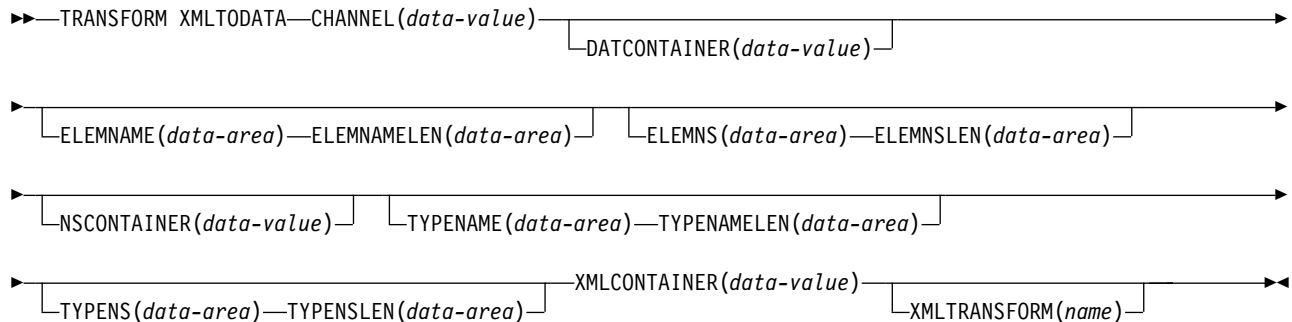 TRANSFORM XMLTODATA CHANNEL(data-value)
DATCONTAINER(data-value)
ELEMNAME(data-area) ELEMNAMELEN(data-area) ELEMNS(data-area) ELEMNSLEN(data-area)
NSCONTAINER(data-value) TYPENAME(data-area) TYPENAMELEN(data-area)
XMLCONTAINER(data-value)
TYPENS(data-area) TYPENSLEN(data-area) XMLTRANSFORM(name)